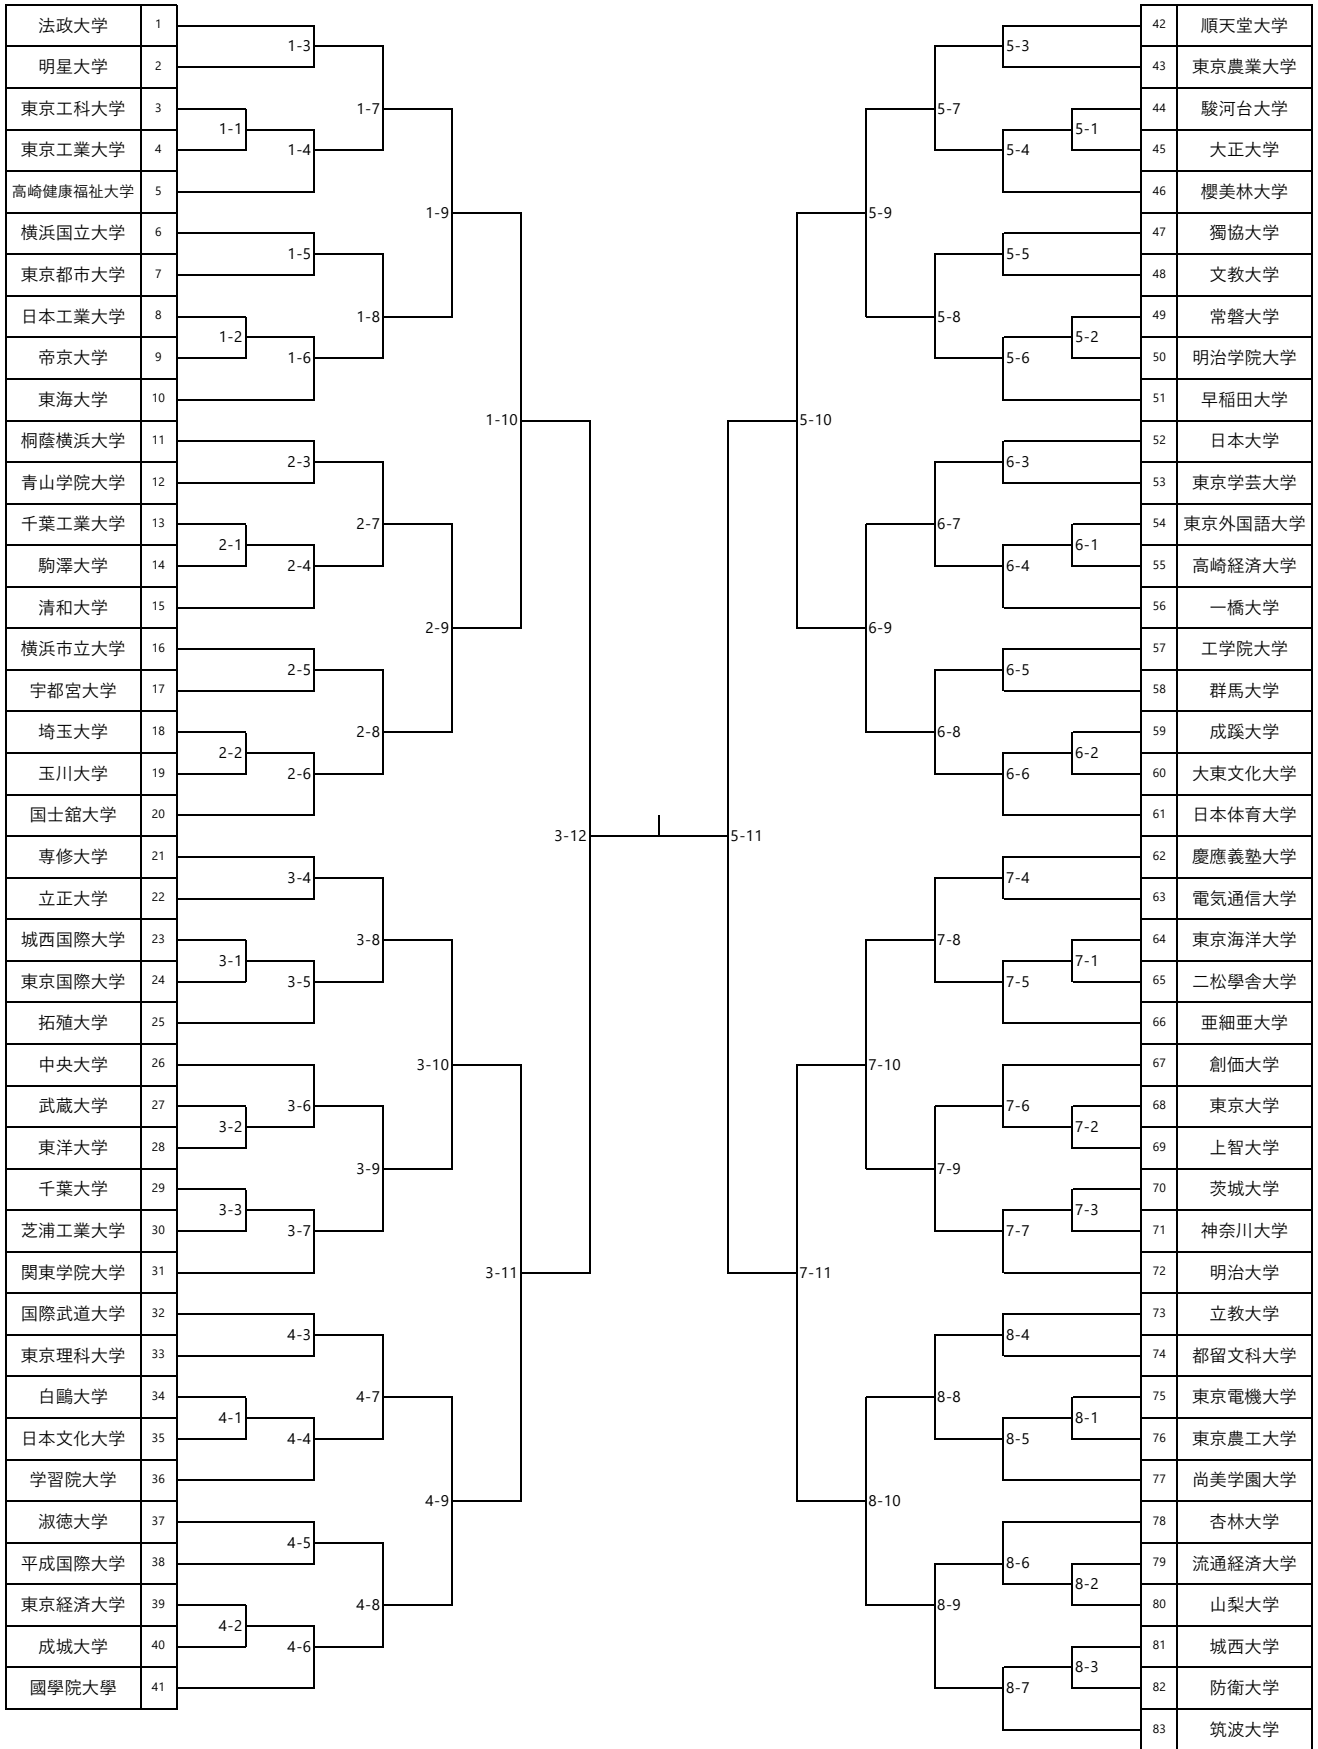 法政大学 1
明星大学 2
東京工科大学 3
東京工業大学 4
高崎健康福祉大学 5
横浜国立大学 6
東京都市大学 7
日本工業大学 8
帝京大学 9
東海大学 10
桐蔭横浜大学 11
青山学院大学 12
千葉工業大学 13
駒澤大学 14
清和大学 15
横浜市立大学 16
宇都宮大学 17
埼玉大学 18
玉川大学 19
国士舘大学 20
専修大学 21
立正大学 22
城西国際大学 23
東京国際大学 24
拓殖大学 25
中央大学 26
武蔵大学 27
東洋大学 28
千葉大学 29
芝浦工業大学 30
関東学院大学 31
国際武道大学 32
東京理科大学 33
白鷗大学 34
日本文化大学 35
学習院大学 36
淑徳大学 37
平成国際大学 38
東京経済大学 39
成城大学 40
國學院大學 41
1-1
1-2
2-1
2-2
3-1
3-2
3-3
4-1
4-2
1-3
1-4
1-5
1-6
2-3
2-4
2-5
2-6
3-4
3-5
3-6
3-7
4-3
4-4
4-5
4-6
1-7
1-8
2-7
2-8
3-8
3-9
4-7
4-8
1-9
2-9
3-10
4-9
1-10
3-11
3-12
5-11
5-10
7-11
5-9
6-9
7-10
8-10
5-7
5-8
6-7
6-8
7-8
7-9
8-8
8-9
5-3
5-4
5-5
5-6
6-3
6-4
6-5
6-6
7-4
7-5
7-6
7-7
8-4
8-5
8-6
8-7
5-1
5-2
6-1
6-2
7-1
7-2
7-3
8-1
8-2
8-3
42 順天堂大学
43 東京農業大学
44 駿河台大学
45 大正大学
46 櫻美林大学
47 獨協大学
48 文教大学
49 常磐大学
50 明治学院大学
51 早稲田大学
52 日本大学
53 東京学芸大学
54 東京外国語大学
55 高崎経済大学
56 一橋大学
57 工学院大学
58 群馬大学
59 成蹊大学
60 大東文化大学
61 日本体育大学
62 慶應義塾大学
63 電気通信大学
64 東京海洋大学
65 二松學舎大学
66 亜細亜大学
67 創価大学
68 東京大学
69 上智大学
70 茨城大学
71 神奈川大学
72 明治大学
73 立教大学
74 都留文科大学
75 東京電機大学
76 東京農工大学
77 尚美学園大学
78 杏林大学
79 流通経済大学
80 山梨大学
81 城西大学
82 防衛大学
83 筑波大学